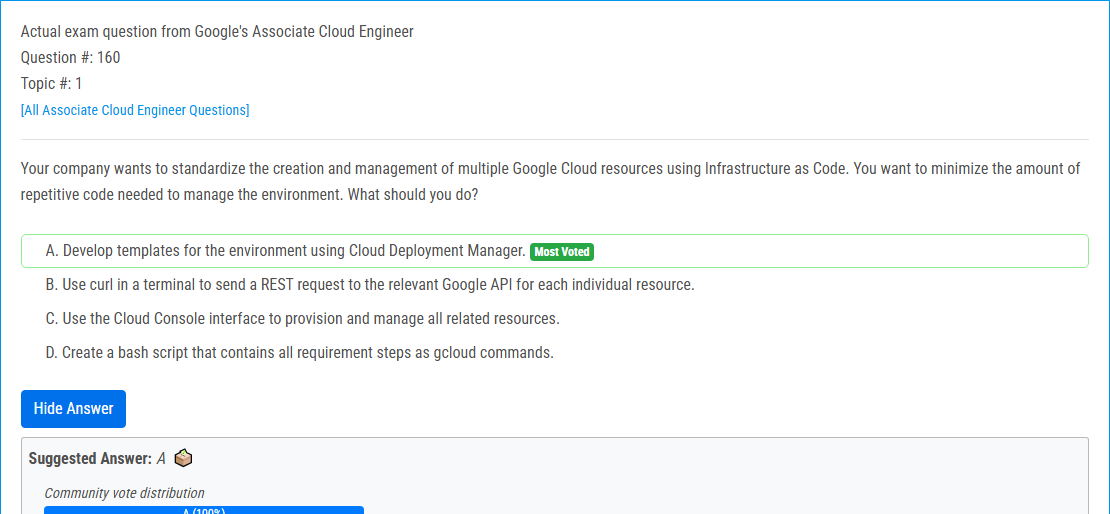 Actual exam question from Google's Associate Cloud Engineer
Question #: 160
Topic #: 1
[All Associate Cloud Engineer Questions]
Your company wants to standardize the creation and management of multiple Google Cloud resources using Infrastructure as Code. You want to minimize the amount of
repetitive code needed to manage the environment. What should you do?
A. Develop templates for the environment using Cloud Deployment Manager. Most Voted
B. Use curl in a terminal to send a REST request to the relevant Google API for each individual resource.
C. Use the Cloud Console interface to provision and manage all related resources.
D. Create a bash script that contains all requirement steps as gcloud commands.
Hide Answer
Suggested Answer: A
Community vote distribution
A (100%)